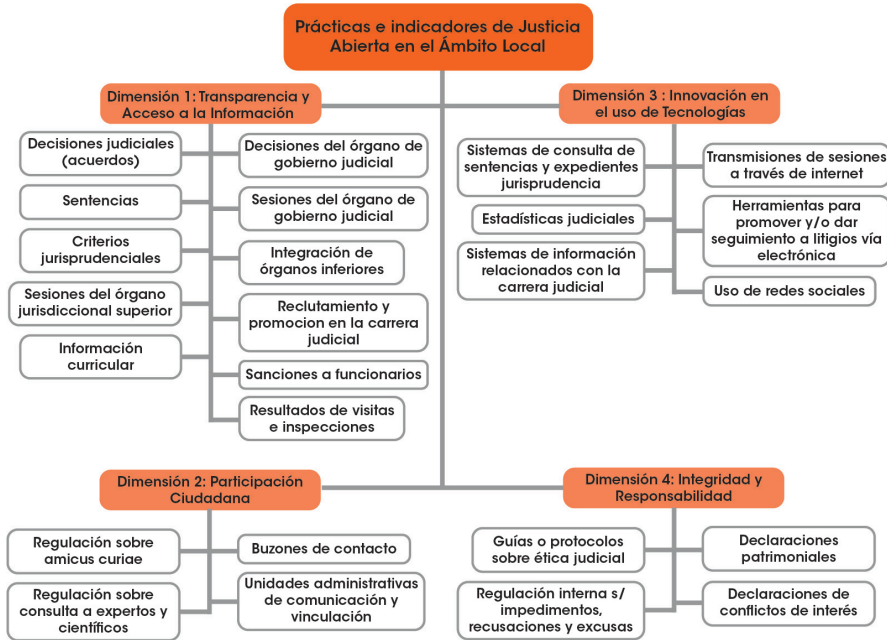 Prácticas e indicadores de Justicia
Abierta en el Ámbito Local
Dimensión 1: Transparencia y
Acceso a la Información
Decisiones judiciales
(acuerdos)
Sentencias
Criterios
jurisprudenciales
Sesiones del órgano
jurisdiccional superior
Información
curricular
Decisiones del órgano de
gobierno judicial
Sesiones del órgano de
gobierno judicial
Integración de
órganos inferiores
Reclutamiento y
promocion en la carrera
judicial
Sanciones a funcionarios
Resultados de visitas
e inspecciones
Dimensión 3 : Innovación en
el uso de Tecnologías
Sistemas de consulta de
sentencias y expedientes
jurisprudencia
Estadísticas judiciales
Sistemas de información
relacionados con la
carrera judicial
Transmisiones de sesiones
a través de internet
Herramientas para
promover y/o dar
seguimiento a litigios vía
electrónica
Uso de redes sociales
Dimensión 2: Participación
Ciudadana
Regulación sobre
amicus curiae
Regulación sobre
consulta a expertos y
científicos
Buzones de contacto
Unidades administrativas
de comunicación y
vinculación
Dimensión 4: Integridad y
Responsabilidad
Guías o protocolos
sobre ética judicial
Regulación interna s/
impedimentos,
recusaciones y excusas
Declaraciones
patrimoniales
Declaraciones de
conflictos de interés